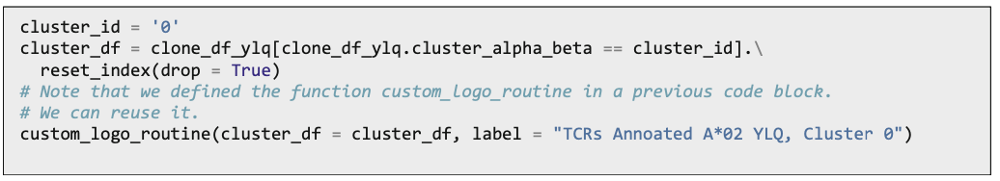 cluster_id = '0'
cluster_df = clone_df_ylq[clone_df_ylq.cluster_alpha_beta == cluster_id].\
  reset_index(drop = True)
# Note that we defined the function custom_logo_routine in a previous code block.
# We can reuse it.
custom_logo_routine(cluster_df = cluster_df, label = "TCRs Annoated A*02 YLQ, Cluster 0")